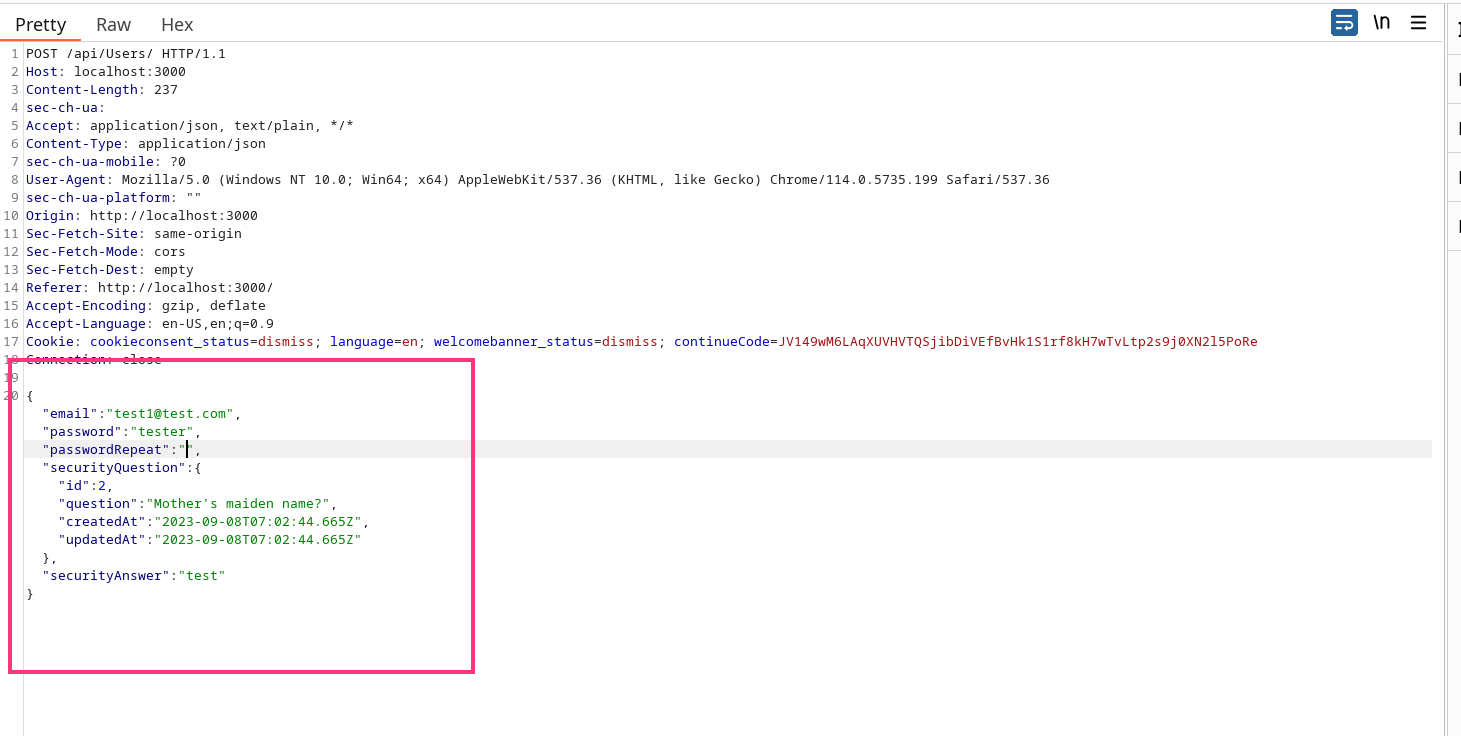 Pretty Raw Hex \n
1 POST /api/Users/ HTTP/1.1
2 Host: localhost:3000
3 Content-Length: 237
4 sec-ch-ua:
5 Accept: application/json, text/plain, */*
6 Content-Type: application/json
7 sec-ch-ua-mobile: ?0
8 User-Agent: Mozilla/5.0 (Windows NT 10.0; Win64; x64) AppleWebKit/537.36 (KHTML, like Gecko) Chrome/114.0.5735.199 Safari/537.36
9 sec-ch-ua-platform: ""
10 Origin: http://localhost:3000
11 Sec-Fetch-Site: same-origin
12 Sec-Fetch-Mode: cors
13 Sec-Fetch-Dest: empty
14 Referer: http://localhost:3000/
15 Accept-Encoding: gzip, deflate
16 Accept-Language: en-US,en;q=0.9
17 Cookie: cookieconsent_status=dismiss; language=en; welcomebanner_status=dismiss; continueCode=JV149wM6LAqXUVHVTQSjibDiVEfBvHk1S1rf8kH7wTvLtp2s9j0XN2l5PoRe
18 Connection: close
19
20 {
"email":"test1@test.com",
"password":"tester",
"passwordRepeat":"",
"securityQuestion":{
"id":2,
"question":"Mother's maiden name?",
"createdAt":"2023-09-08T07:02:44.665Z",
"updatedAt":"2023-09-08T07:02:44.665Z"
},
"securityAnswer":"test"
}